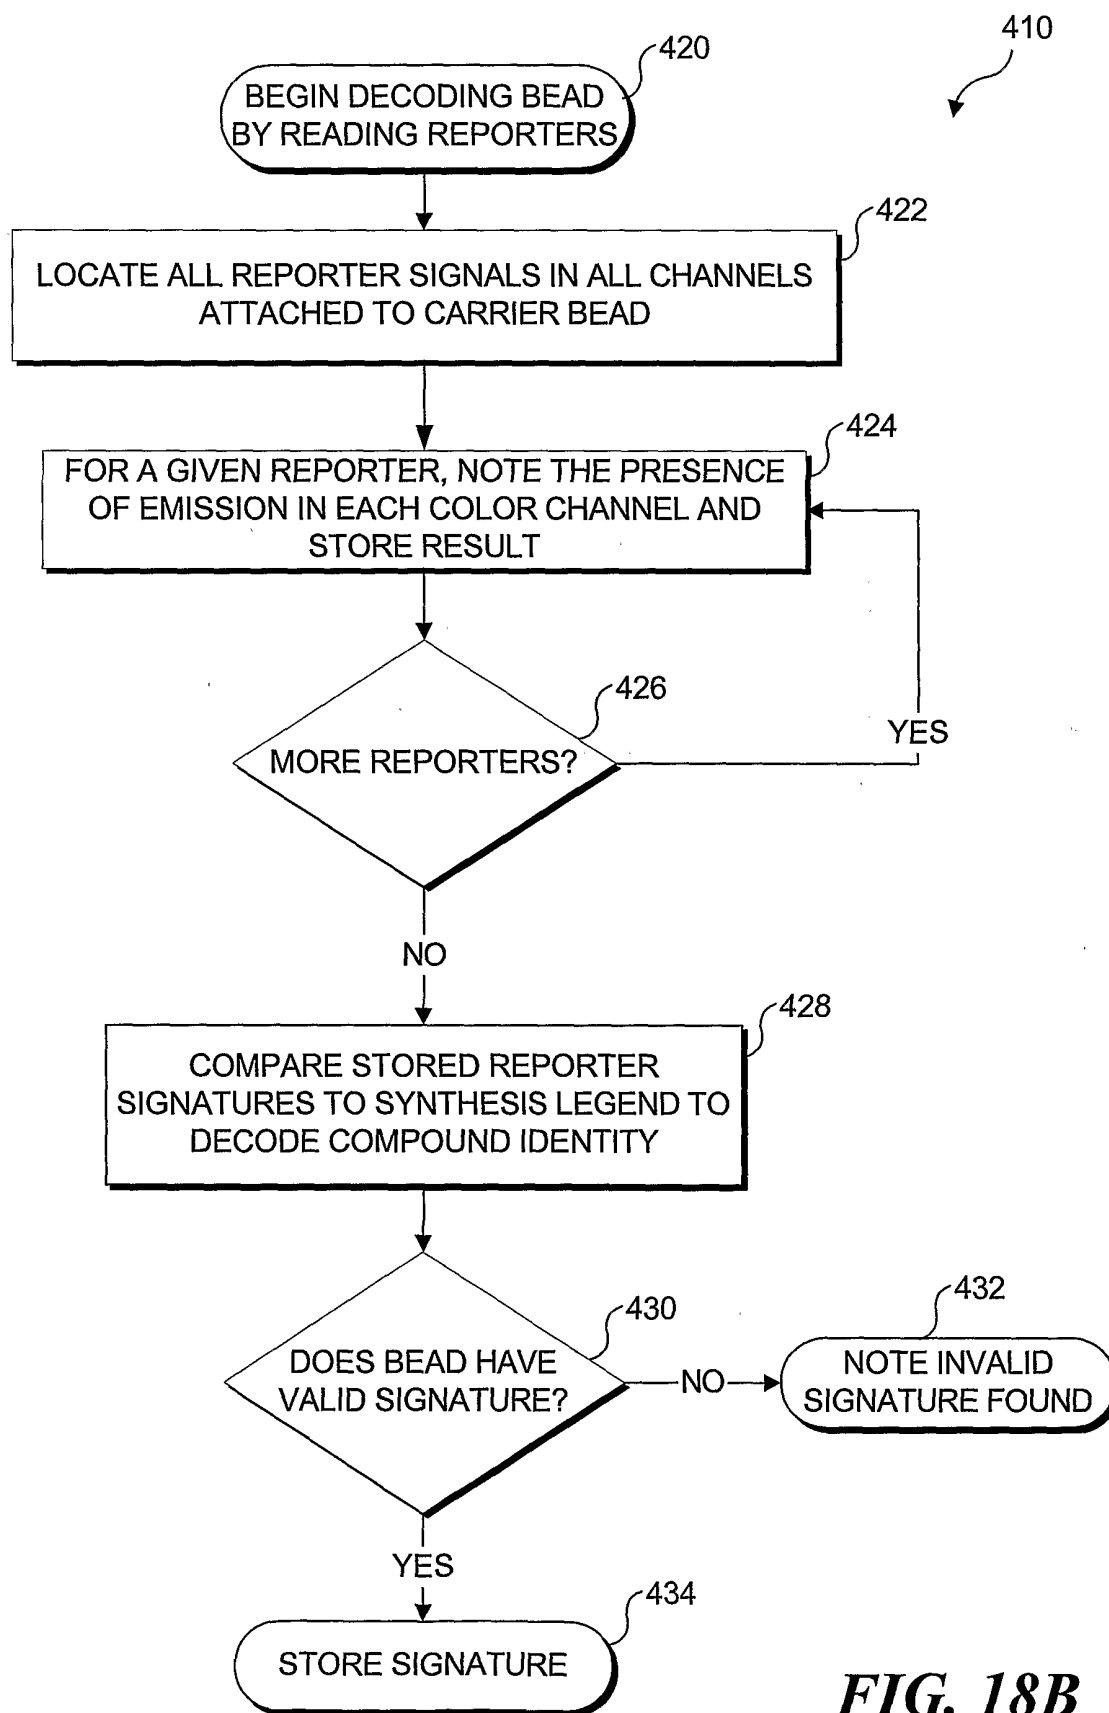 410
420
BEGIN DECODING BEAD
BY READING REPORTERS
422
LOCATE ALL REPORTER SIGNALS IN ALL CHANNELS
ATTACHED TO CARRIER BEAD
424
FOR A GIVEN REPORTER, NOTE THE PRESENCE
OF EMISSION IN EACH COLOR CHANNEL AND
STORE RESULT
426
MORE REPORTERS?
YES
NO
428
COMPARE STORED REPORTER
SIGNATURES TO SYNTHESIS LEGEND TO
DECODE COMPOUND IDENTITY
430
DOES BEAD HAVE
VALID SIGNATURE?
NO
432
NOTE INVALID
SIGNATURE FOUND
YES
434
STORE SIGNATURE
FIG. 18B